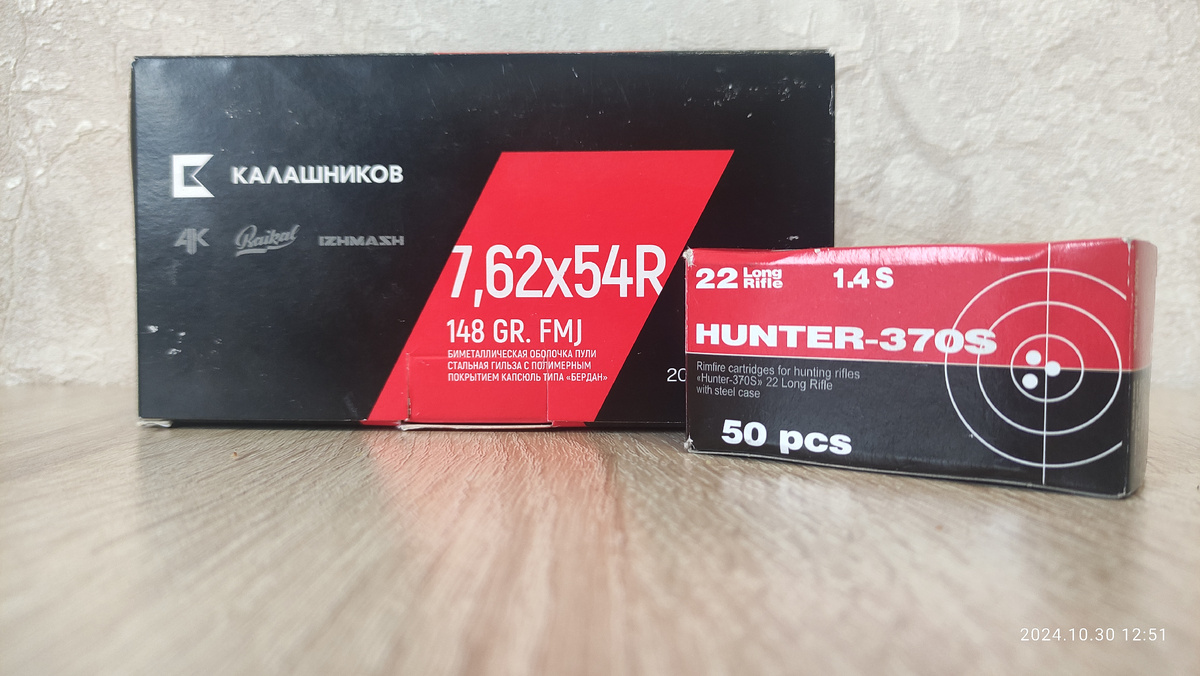 КАЛАШНИКОВ
AK Baikal IZHMASH
7,62x54R
148 GR. FMJ
БИМЕТАЛЛИЧЕСКАЯ ОБОЛОЧКА ПУЛИ
СТАЛЬНАЯ ГИЛЬЗА С ПОЛИМЕРНЫМ
ПОКРЫТИЕМ КАПСЮЛЬ ТИПА «БЕРДАН»
20
22 Long Rifle 1.4 S
HUNTER-370S
Rimfire cartridges for hunting rifles
«Hunter-370S» 22 Long Rifle
with steel case
50 pcs
2024.10.30 12:51